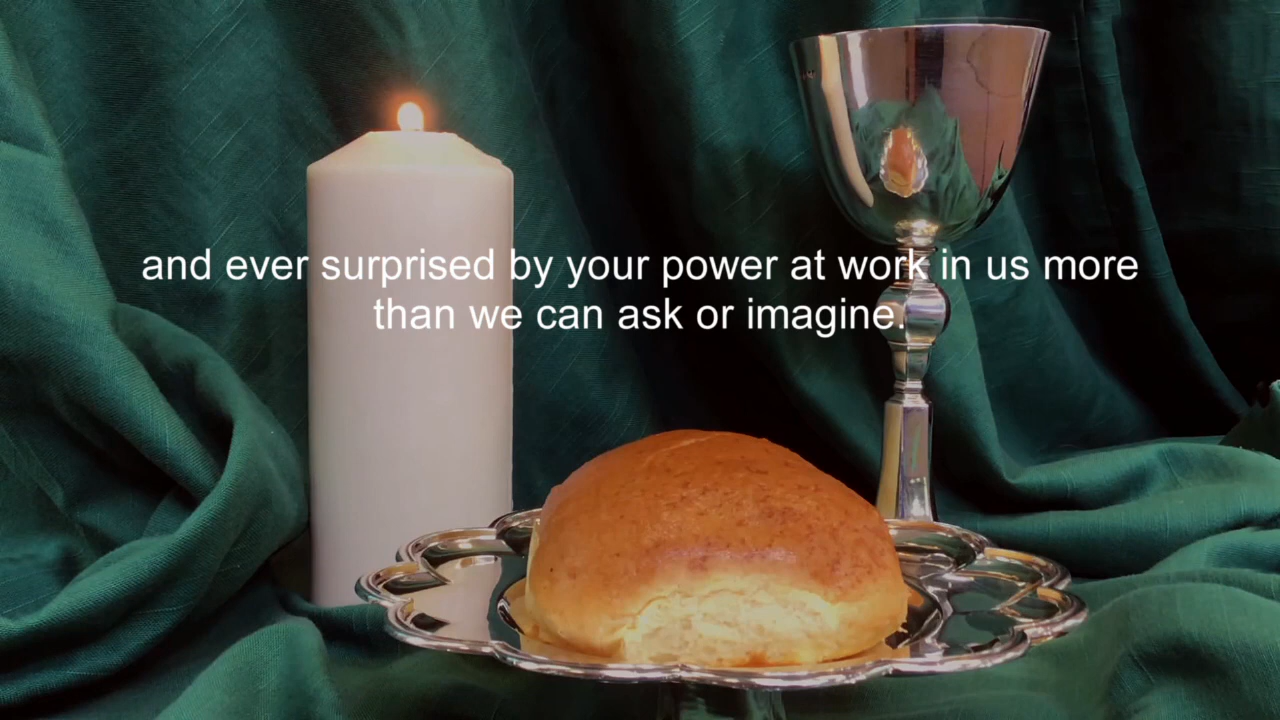 and ever surprised by your power at work in us more
than we can ask or imagine.